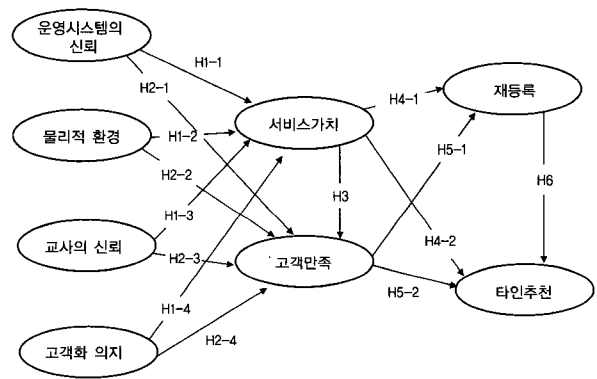 운영시스템의
신뢰
H1-1
H2-1
재등록
H4-1
서비스가치
물리적 환경
H1-2
H5-1
H2-2
H6
H3
H1-3
H4-2
교사의 신뢰
H2-3
고객만족
H5-2
타인추천
H1-4
H2-4
고객화 의지